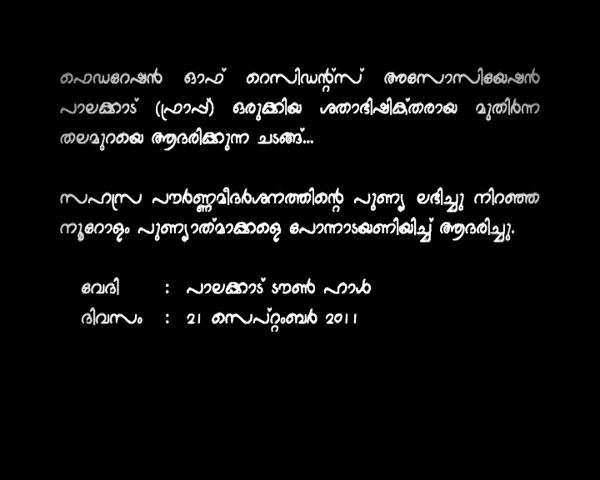 ഫെഡറേഷൻ ഓഫ് റെസിഡന്റ്സ് അസോസിയേഷൻ
പാലക്കാട് (ഫ്രാപ്പ്) ഒരുക്കിയ ശതാഭിഷിക്തരായ മുതിർന്ന
തലമുറയെ ആദരിക്കുന്ന ചടങ്ങ്...
സഹസ്ര പൗർണ്ണമീദർശനത്തിന്റെ പുണ്യ ലഭിച്ചു നിറഞ്ഞ
നൂറോളം പുണ്യാത്മാക്കളെ പോന്നാടയണിയിച്ച് ആദരിച്ചു.
വേദി : പാലക്കാട് ടൗൺ ഹാൾ
ദിവസം : 21 സെപ്റ്റംബർ 2011